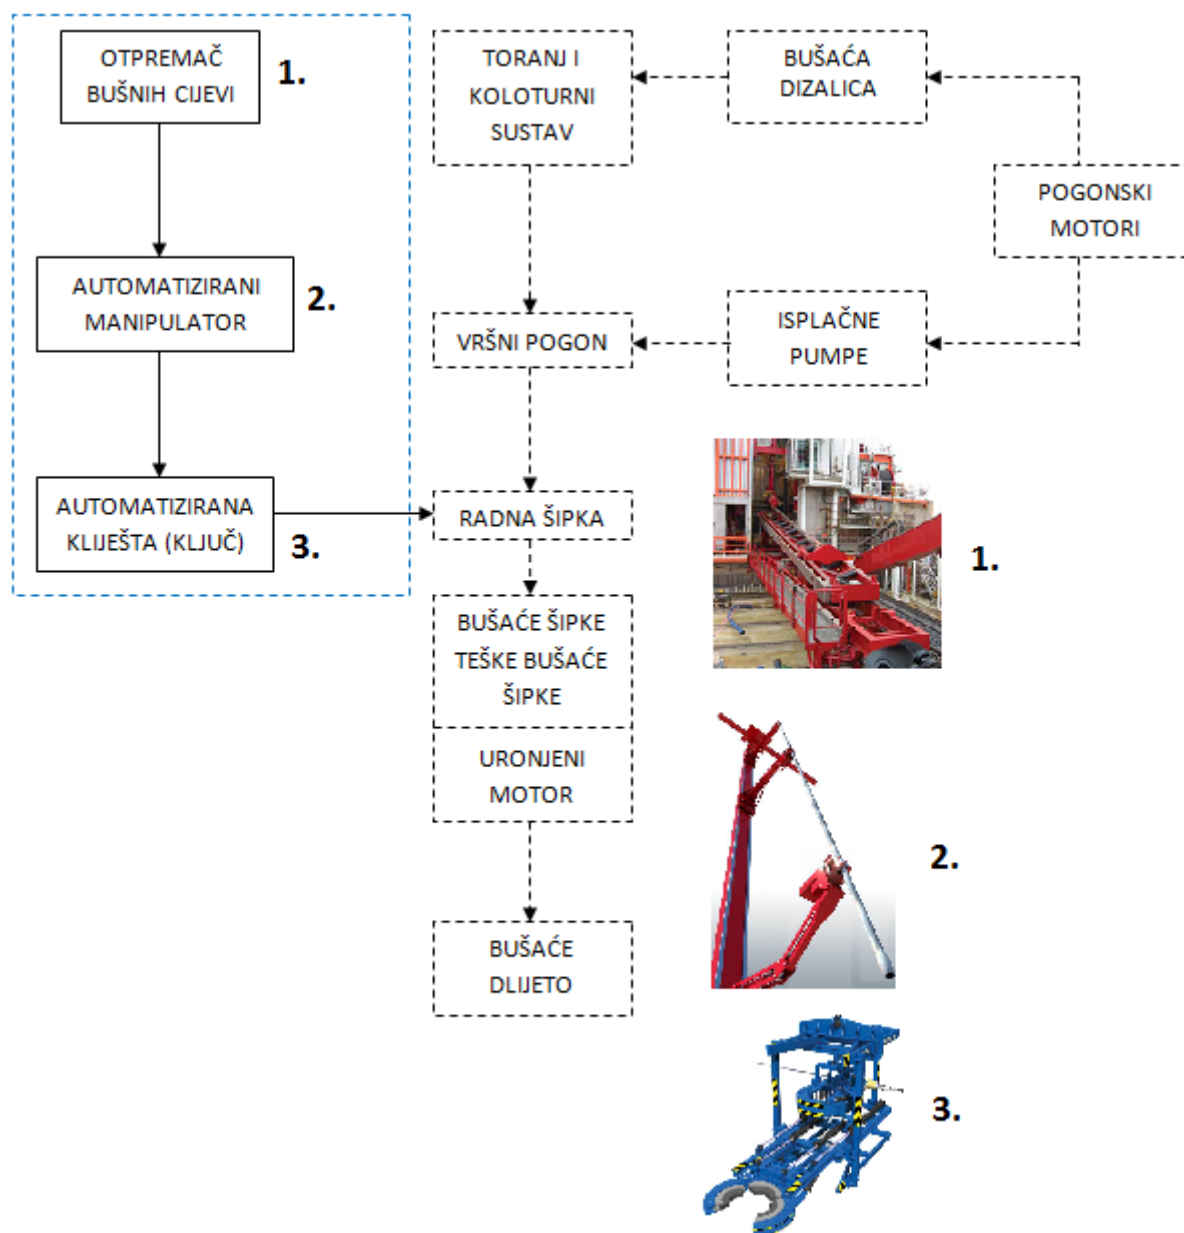 OTPREMAČ
BUŠNIH CIJEVI
1.
TORANJ I
KOLOTURNI
SUSTAV
BUŠAĆA
DIZALICA
POGONSKI
MOTORI
AUTOMATIZIRANI
MANIPULATOR
2.
VRŠNI POGON
ISPLAČNE
PUMPE
AUTOMATIZIRANA
KLIJEŠTA (KLJUČ)
3.
RADNA ŠIPKA
BUŠAĆE ŠIPKE
TEŠKE BUŠAĆE
ŠIPKE
URONJENI
MOTOR
BUŠAĆE
DLIJETO
1.
2.
3.